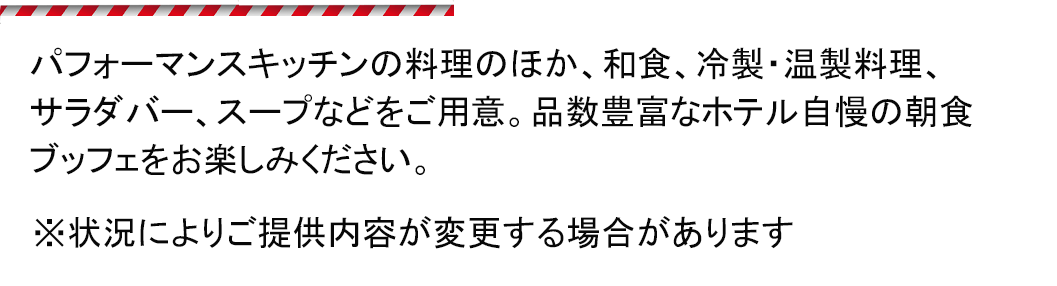 パフォーマンスキッチンの料理のほか、和食、冷製・温製料理、
サラダバー、スープなどをご用意。品数豊富なホテル自慢の朝食
ブッフェをお楽しみください。
※状況によりご提供内容が変更する場合があります